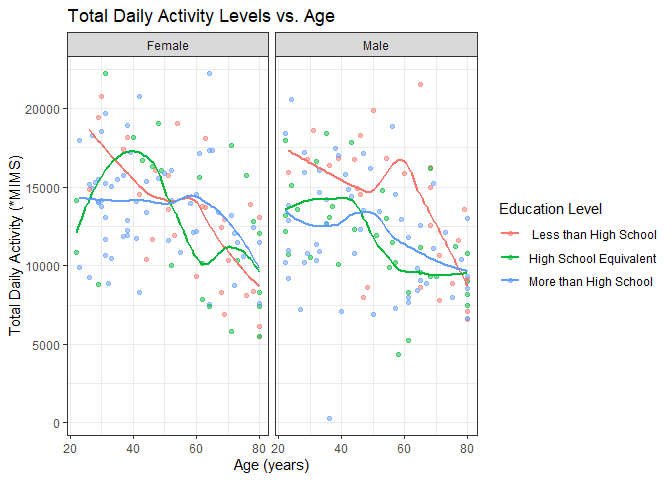 Total Daily Activity Levels vs. Age
Female
Male
20000
15000
10000
5000
0
Total Daily Activity (*MIMS)
20
40
60
80
20
40
60
80
Age (years)
Education Level
Less than High School
High School Equivalent
More than High School